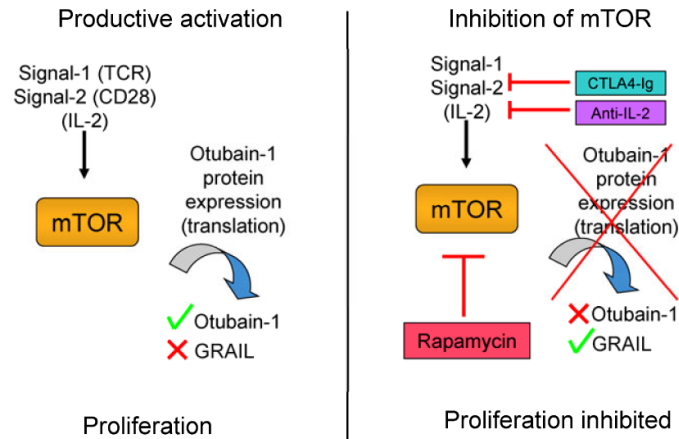 Productive activation
Signal-1 (TCR)
Signal-2 (CD28)
(IL-2)
mTOR
Otubain-1
protein
expression
(translation)
Otubain-1
GRAIL
Proliferation
Inhibition of mTOR
Signal-1
Signal-2
(IL-2)
CTLA4-Ig
Anti-IL-2
mTOR
Otubain-1
protein
expression
(translation)
Rapamycin
Otubain-1
GRAIL
Proliferation inhibited